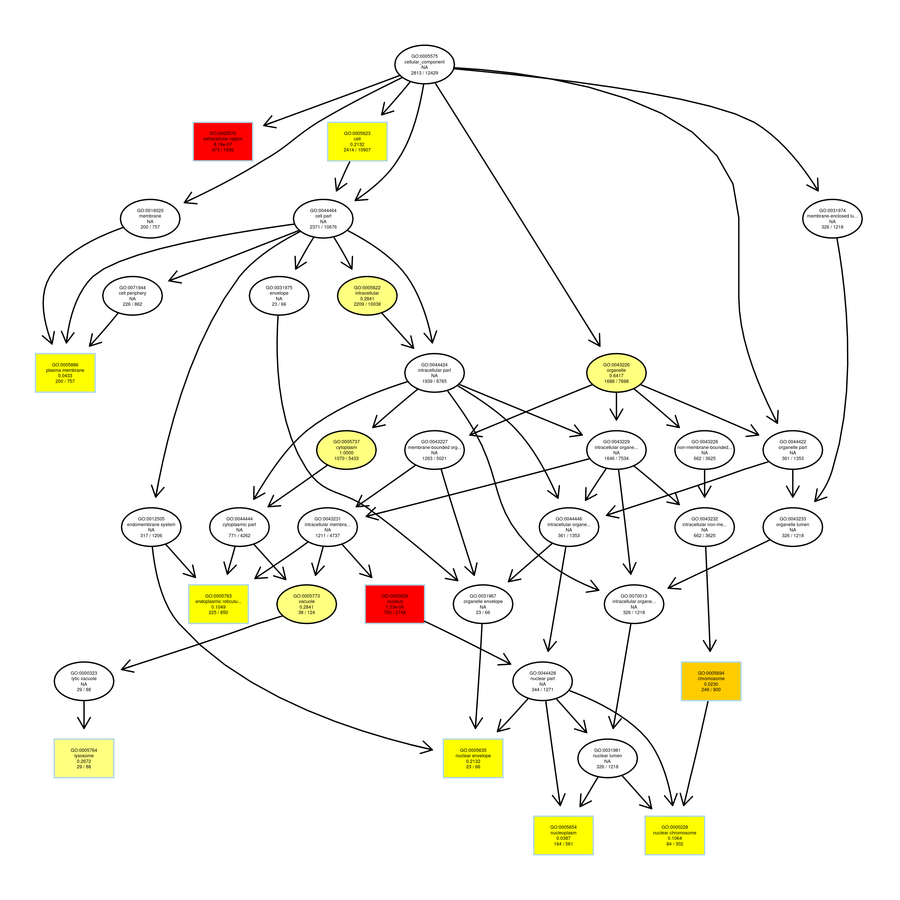 GO:0005575
cellular_component
NA
2813 / 12429
GO:0005576
extracellular region
GO:0005623
cell
0.2132
2414 / 10907
GO:0016020
membrane
NA
200 / 757
GO:0044464
cell part
NA
2371 / 10676
GO:0031974
membrane-enclosed lu...
NA
326 / 1218
GO:0071944
cell periphery
NA
226 / 862
GO:0031975
envelope
NA
23 / 66
GO:0005622
intracellular
0.2841
2209 / 10038
GO:0005886
plasma membrane
0.0433
200 / 757
GO:0044424
intracellular part
NA
1939 / 8765
GO:0043226
organelle
0.6417
1688 / 7698
GO:0005737
cytoplasm
1.0000
1070 / 5433
GO:0043227
membrane-bounded org...
NA
1263 / 5021
GO:0043229
intracellular organe...
NA
1646 / 7534
GO:0043228
non-membrane-bounded...
NA
662 / 3625
GO:0044422
organelle part
NA
361 / 1353
GO:0012505
endomembrane system
NA
317 / 1206
GO:0044444
cytoplasmic part
NA
771 / 4262
GO:0043231
intracellular membra...
NA
1211 / 4737
GO:0044446
intracellular organe...
NA
361 / 1353
GO:0043232
intracellular non-me...
NA
662 / 3625
GO:0043233
organelle lumen
NA
326 / 1218
GO:0005783
endoplasmic reticulu...
0.1049
225 / 850
GO:0005773
vacuole
0.2841
38 / 124
GO:0005634
nucleus
GO:0031967
organelle envelope
NA
23 / 66
GO:0070013
intracellular organe...
NA
326 / 1218
GO:0000323
lytic vacuole
NA
29 / 88
GO:0044428
nuclear part
NA
344 / 1271
GO:0005694
chromosome
0.0230
249 / 900
GO:0005764
lysosome
0.2672
29 / 88
GO:0005635
nuclear envelope
0.2132
23 / 66
GO:0031981
nuclear lumen
NA
326 / 1218
GO:0005654
nucleoplasm
0.0387
164 / 561
GO:0000228
nuclear chromosome
0.1064
84 / 302